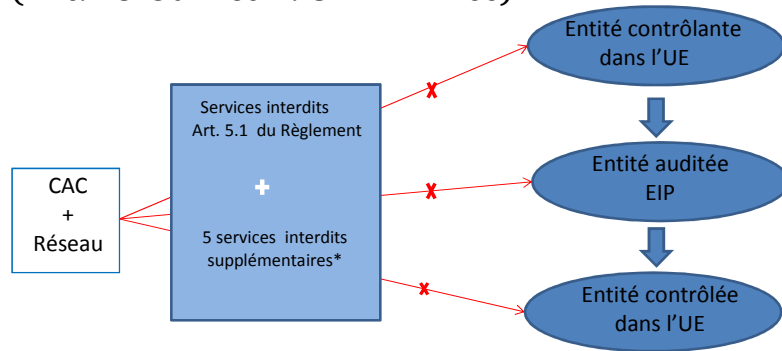 Entité contrôlante
dans l'UE
Services interdits
Art. 5.1 du Règlement
+
5 services interdits
supplémentaires*
CAC
+
Réseau
Entité auditée
EIP
Entité contrôlée
dans l'UE